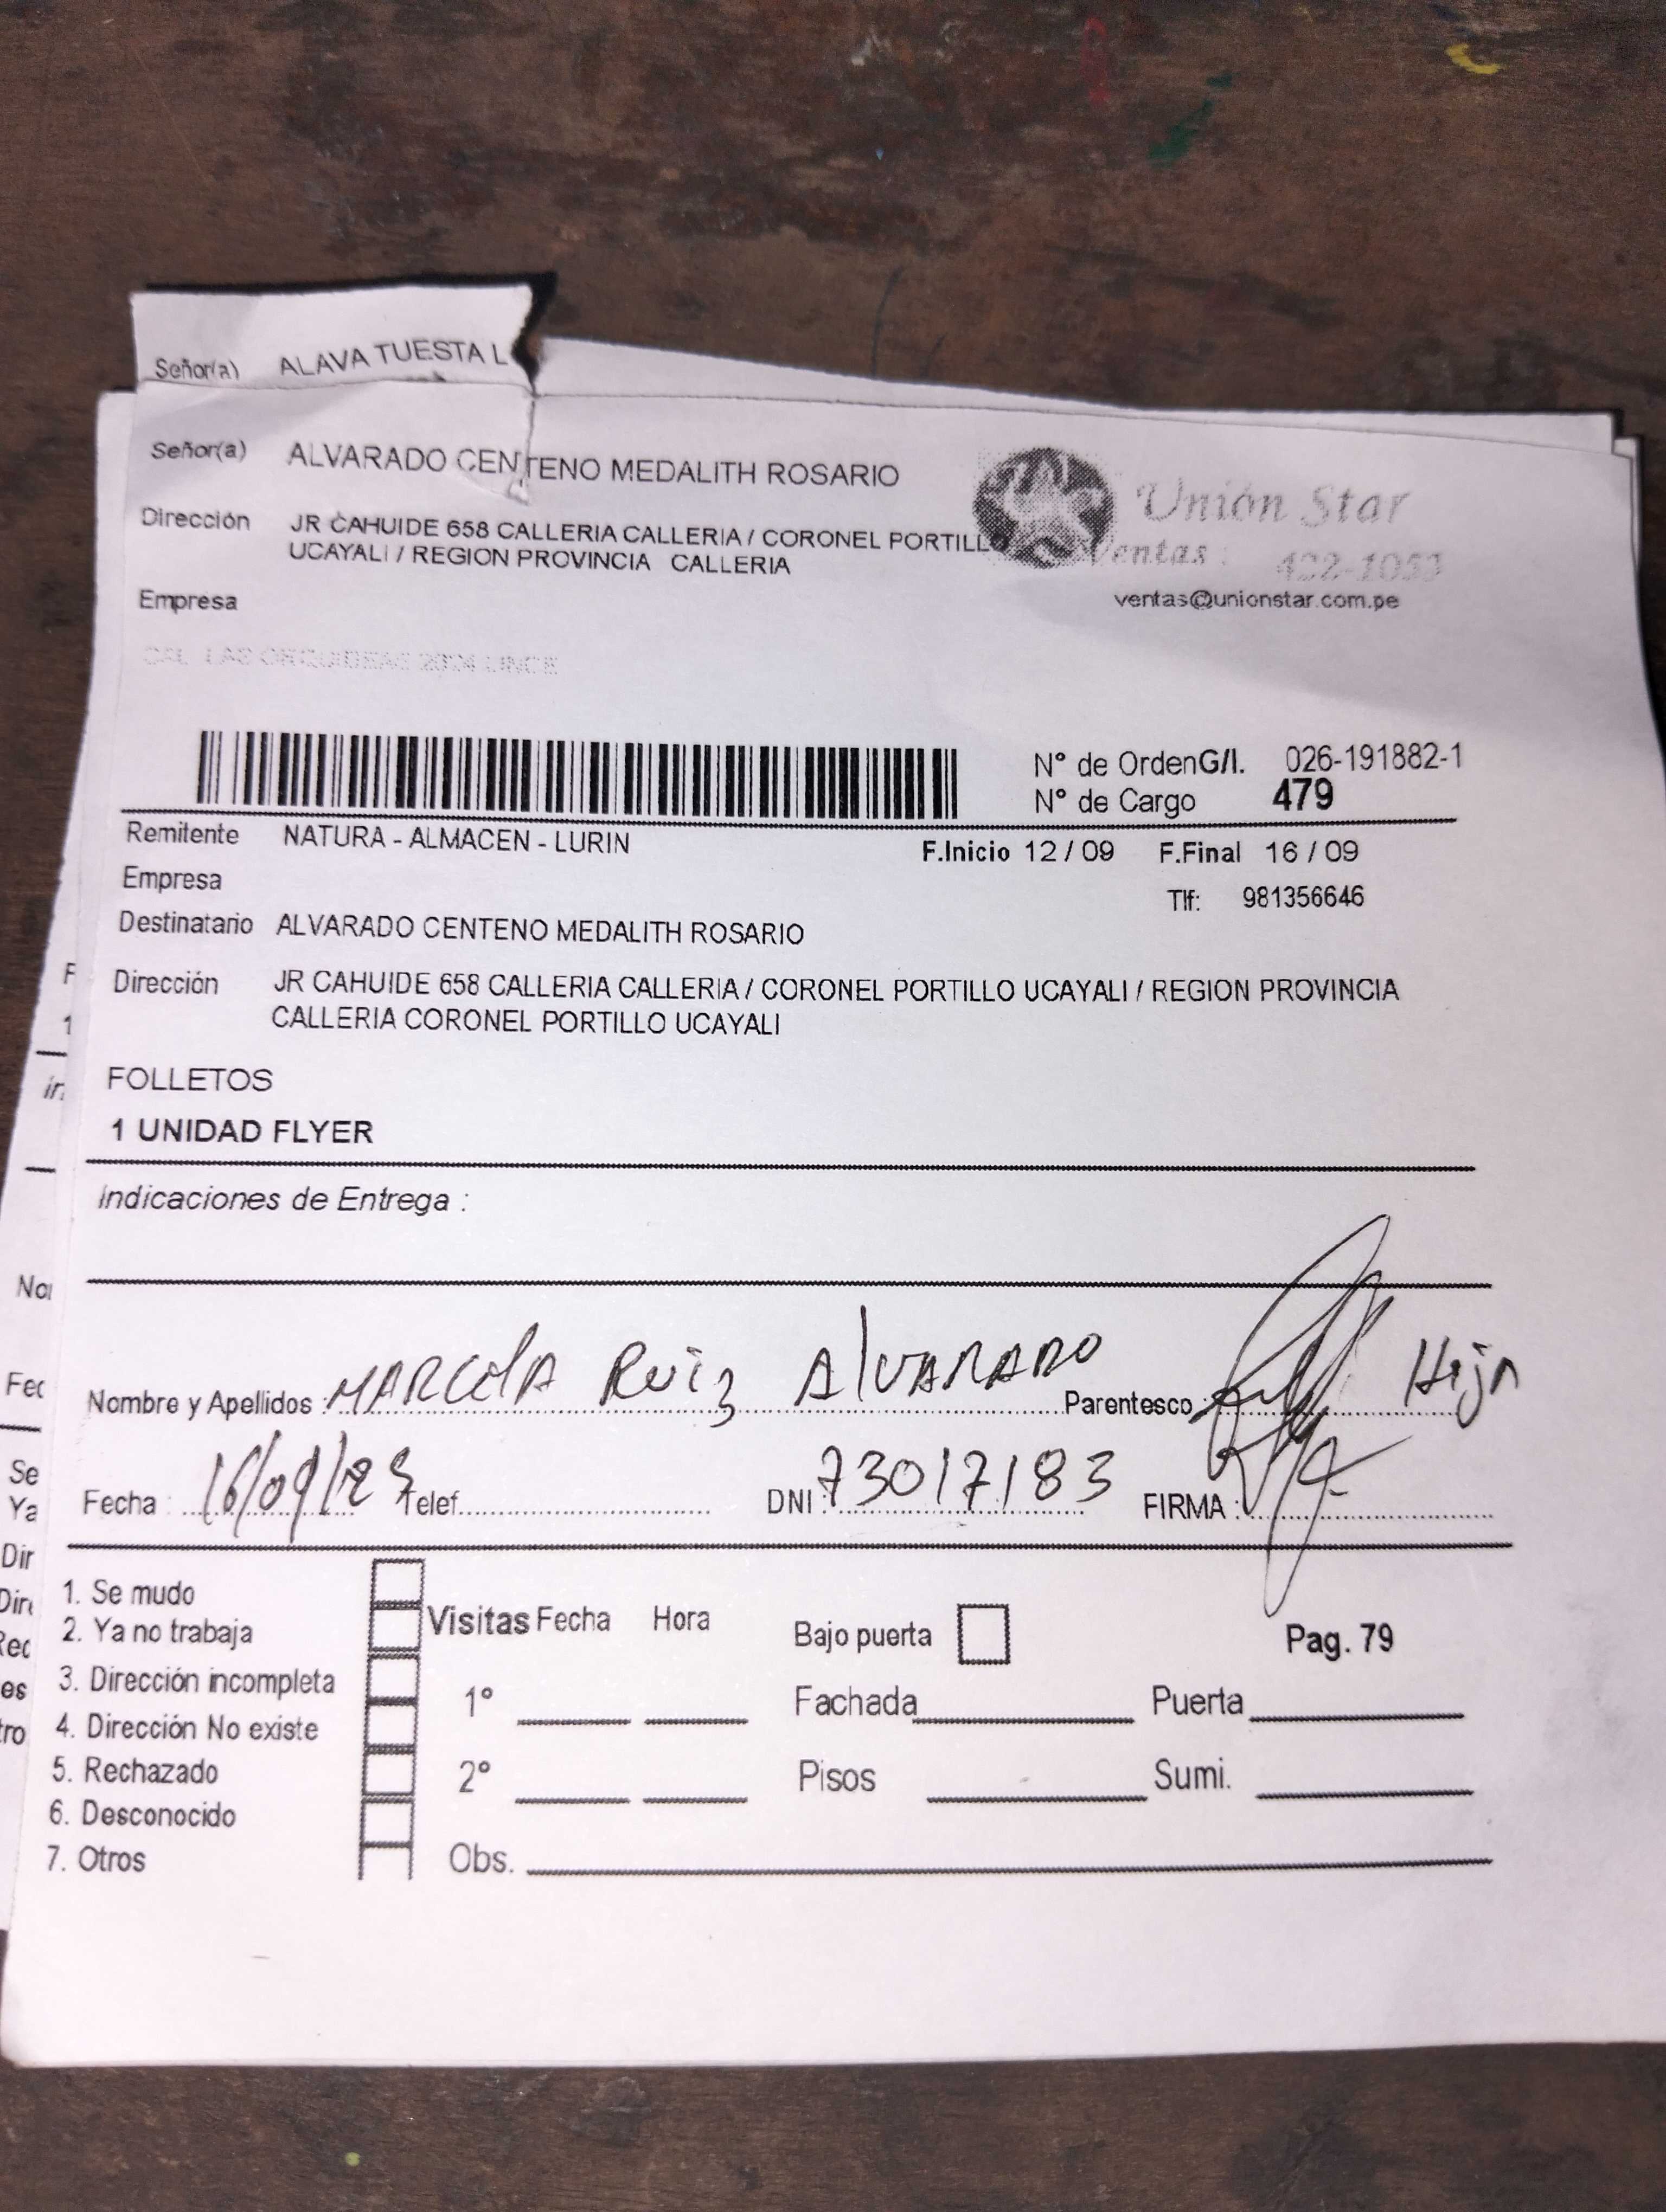 Señor(a) ALAVA TUESTA L
Señor(a) ALVARADO CENTENO MEDALITH ROSARIO
Dirección JR CAHUIDE 658 CALLERIA CALLERIA / CORONEL PORTILLO
UCAYALI / REGION PROVINCIA CALLERIA
Unión Star
Ventas : 422-1053
ventas@unionstar.com.pe
Empresa
N° de OrdenG/I. 026-191882-1
N° de Cargo 479
Remitente NATURA - ALMACEN - LURIN
F.Inicio 12 / 09 F.Final 16 / 09
Empresa
Tlf: 981356646
Destinatario ALVARADO CENTENO MEDALITH ROSARIO
Dirección JR CAHUIDE 658 CALLERIA CALLERIA / CORONEL PORTILLO UCAYALI / REGION PROVINCIA
CALLERIA CORONEL PORTILLO UCAYALI
FOLLETOS
1 UNIDAD FLYER
Indicaciones de Entrega :
Nombre y Apellidos : MARCELA RUIZ ALVARADO Parentesco : Hija
Fecha : 16/09/23 Telef. DNI : 73017183 FIRMA :
1. Se mudo
2. Ya no trabaja
3. Dirección incompleta
4. Dirección No existe
5. Rechazado
6. Desconocido
7. Otros
Visitas Fecha Hora
1°
2°
Obs.
Bajo puerta
Pag. 79
Fachada Puerta
Pisos Sumi.